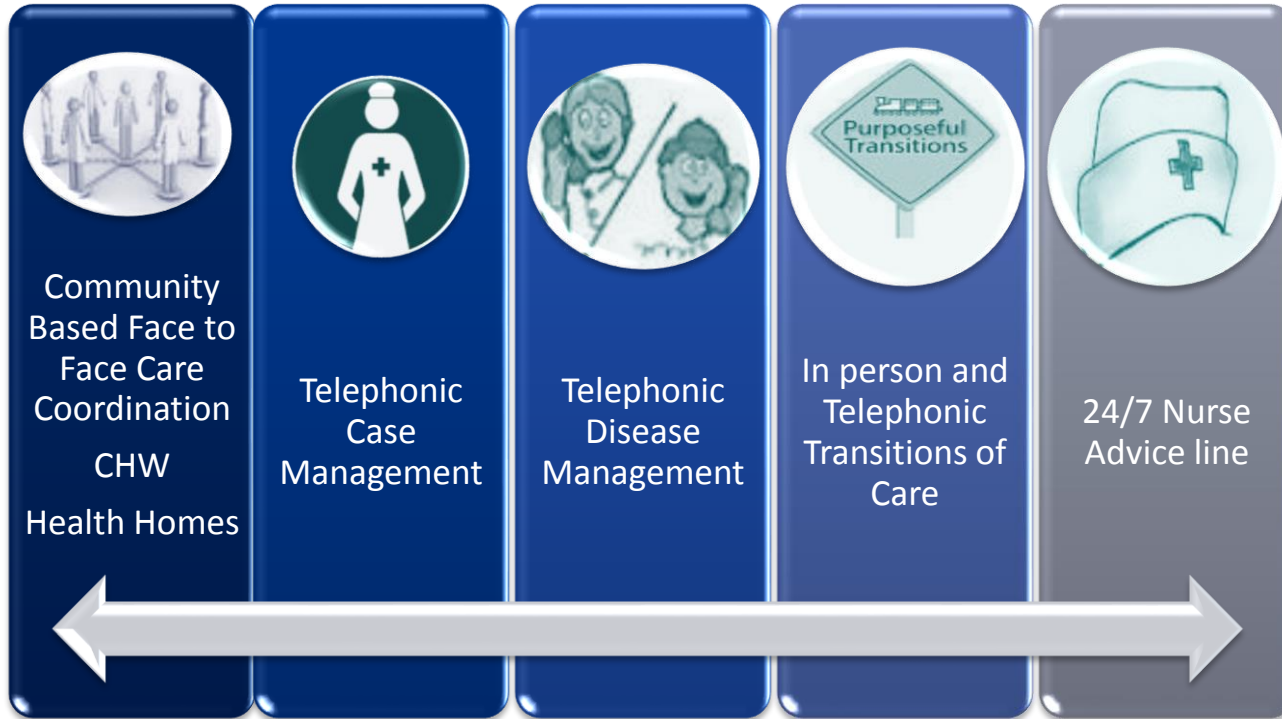 Community
Based Face to
Face Care
Coordination
CHW
Health Homes
Telephonic
Case
Management
Telephonic
Disease
Management
Purposeful
Transitions
In person and
Telephonic
Transitions of
Care
24/7 Nurse
Advice line